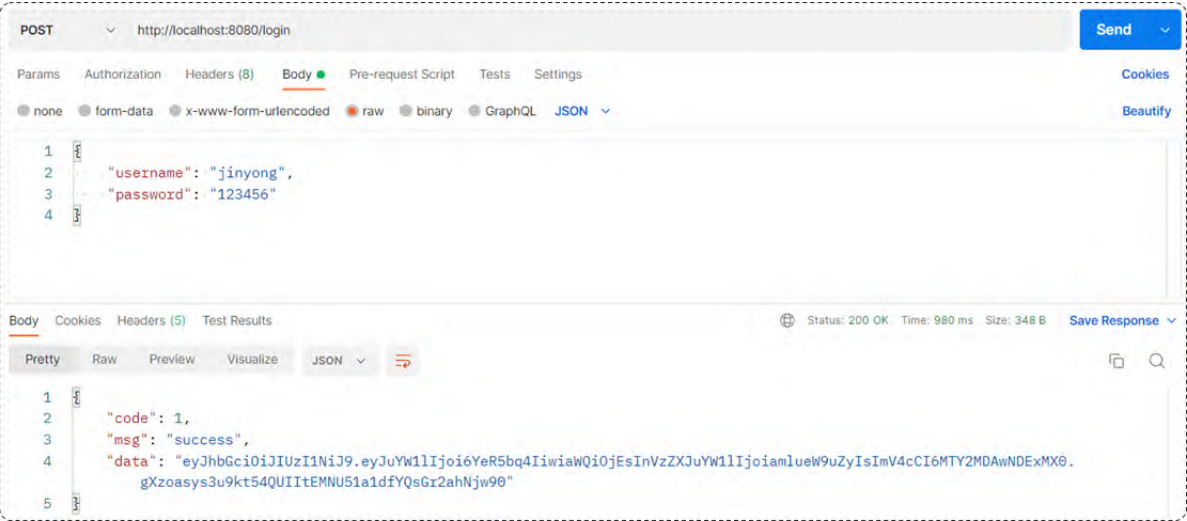 POST http://localhost:8080/login Send
Params Authorization Headers (8) Body Pre-request Script Tests Settings Cookies
none form-data x-www-form-urlencoded raw binary GraphQL JSON Beautify
1 {
2 "username": "jinyong",
3 "password": "123456"
4 }
Body Cookies Headers (5) Test Results Status: 200 OK Time: 980 ms Size: 348 B Save Response
Pretty Raw Preview Visualize JSON
1 {
2 "code": 1,
3 "msg": "success",
4 "data": "eyJhbGciOiJIUzI1NiJ9.eyJuYW1lIjoi6YeR5bq4IiwiaWQiOjEsInVzZXJuYW1lIjoiamlueW9uZyIsImV4cCI6MTY2MDAwNDExMX0.
gXzoasys3u9kt54QUIItEMNU51a1dfYQsGr2ahNjw90"
5 }